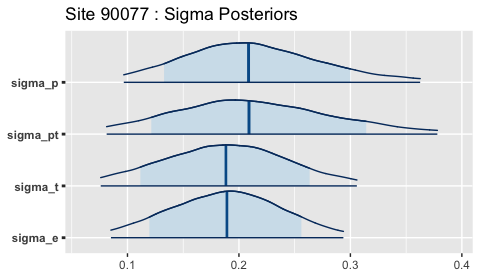 Site 90077 : Sigma Posteriors
sigma_p
sigma_pt
sigma_t
sigma_e
0.1 0.2 0.3 0.4